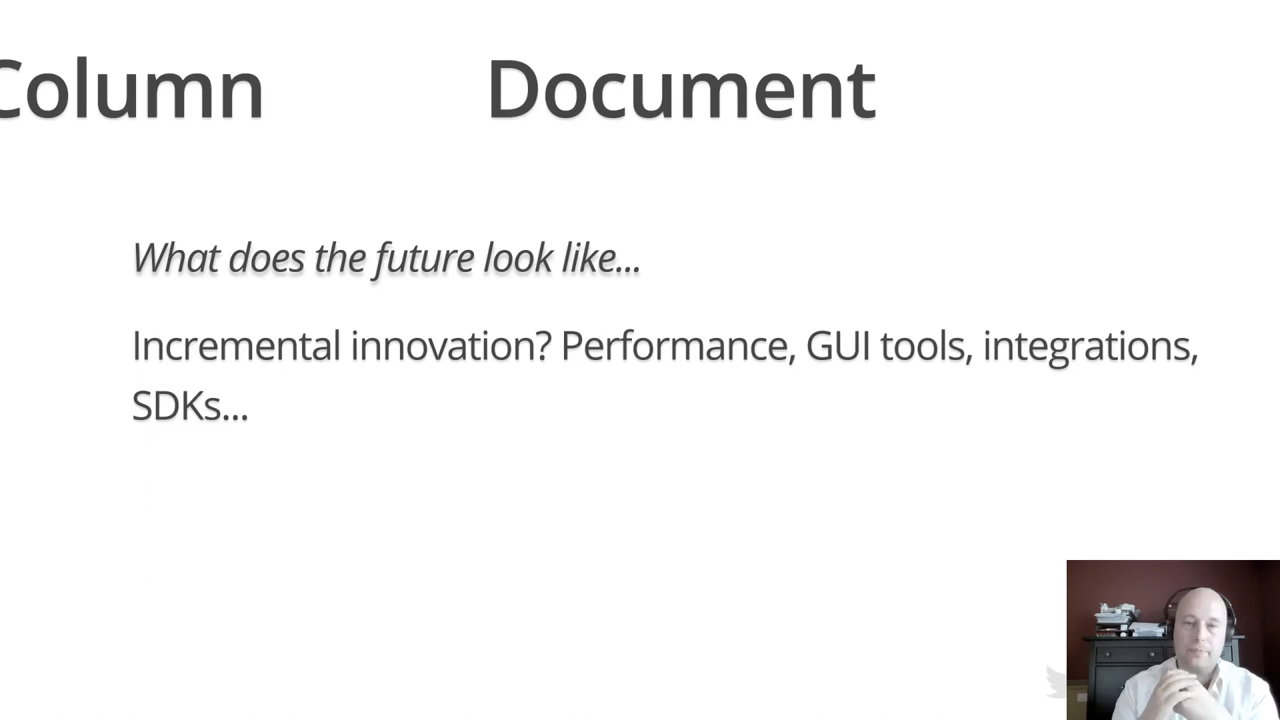 Column Document
What does the future look like...
Incremental innovation? Performance, GUI tools, integrations,
SDKs...